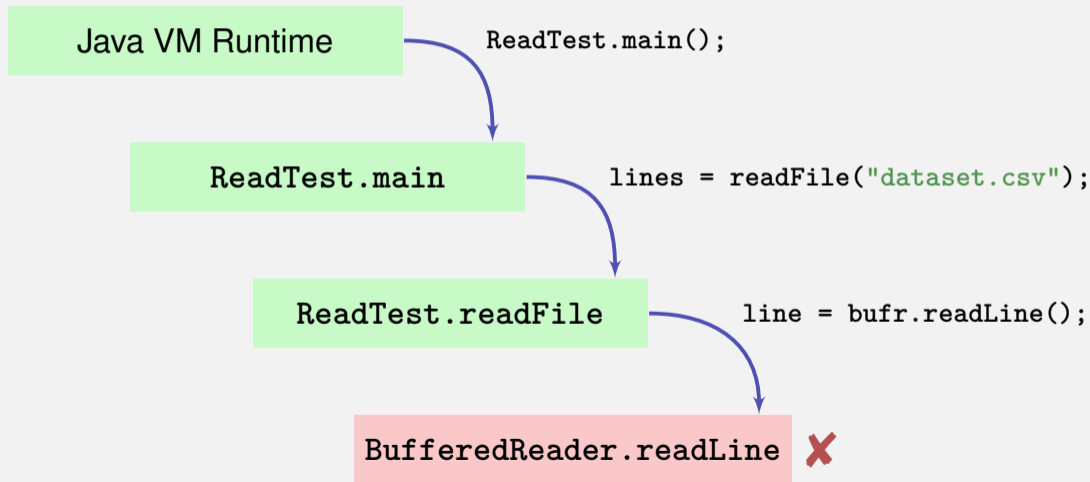 Java VM Runtime
ReadTest.main();
ReadTest.main
lines = readFile("dataset.csv");
ReadTest.readFile
line = bufr.readLine();
BufferedReader.readLine ✘